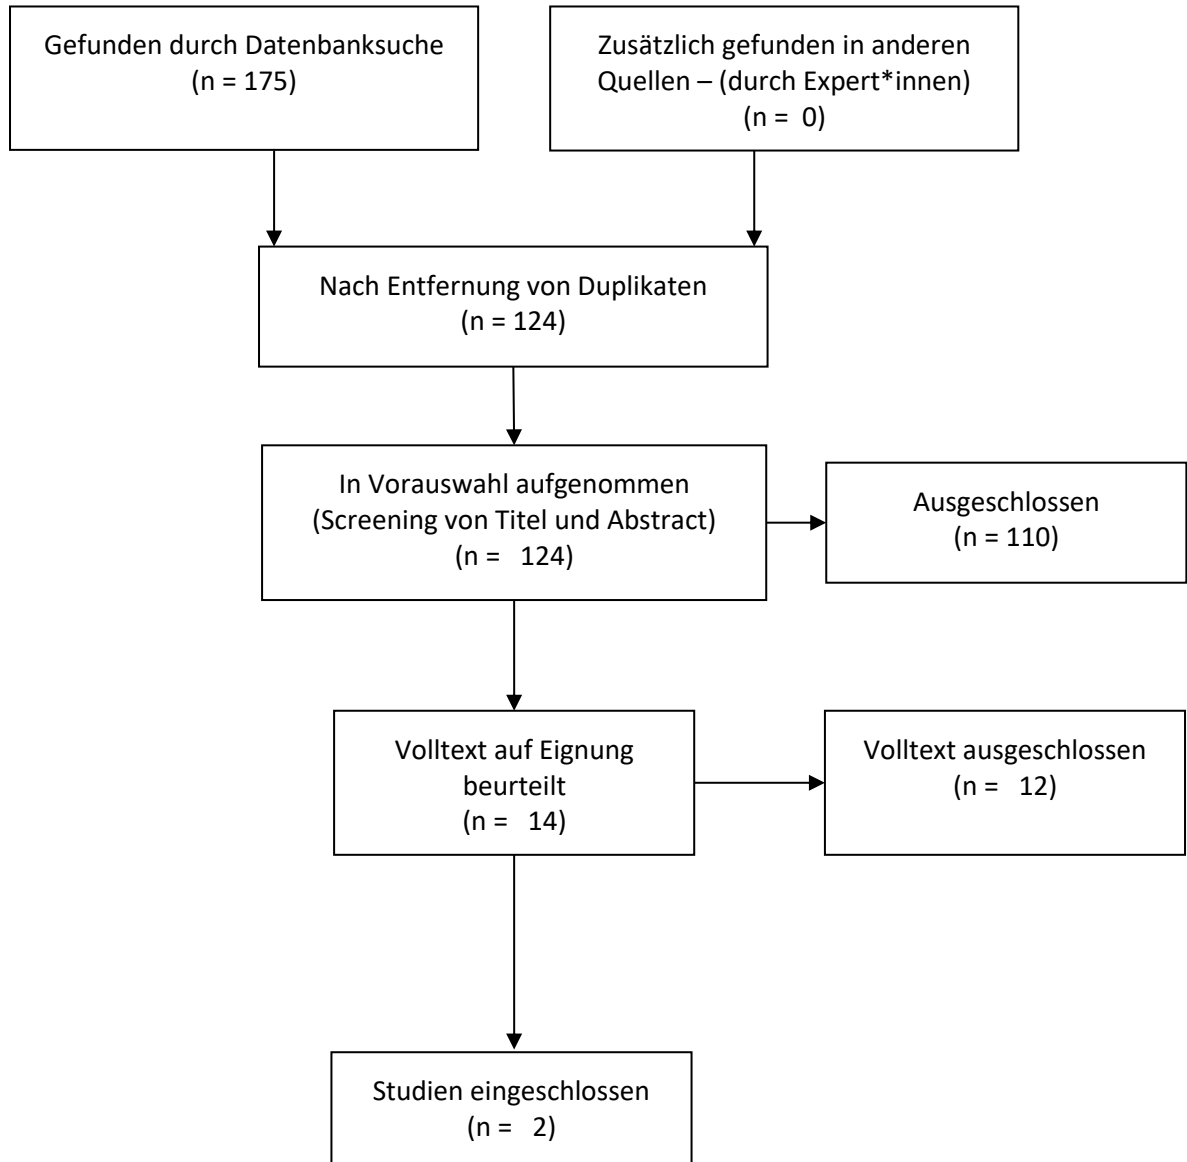 Gefunden durch Datenbanksuche
(n = 175)
Zusätzlich gefunden in anderen
Quellen – (durch Expert*innen)
(n =  0)
Nach Entfernung von Duplikaten
(n = 124)
In Vorauswahl aufgenommen
(Screening von Titel und Abstract)
(n =   124)
Ausgeschlossen
(n = 110)
Volltext auf Eignung
beurteilt
(n =   14)
Volltext ausgeschlossen
(n =   12)
Studien eingeschlossen
(n =   2)